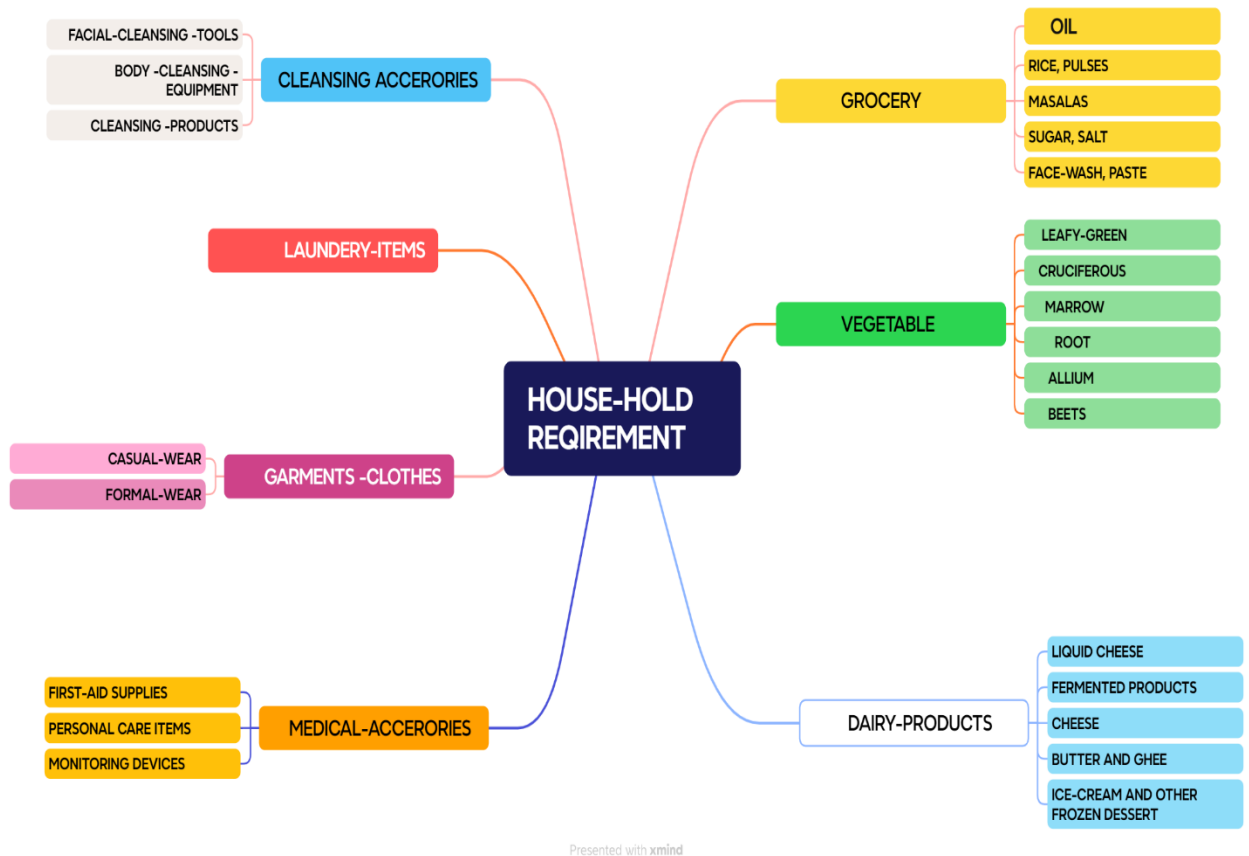 HOUSE-HOLD
REQIREMENT
GROCERY
OIL
RICE, PULSES
MASALAS
SUGAR, SALT
FACE-WASH, PASTE
VEGETABLE
LEAFY-GREEN
CRUCIFEROUS
MARROW
ROOT
ALLIUM
BEETS
DAIRY-PRODUCTS
LIQUID CHEESE
FERMENTED PRODUCTS
CHEESE
BUTTER AND GHEE
ICE-CREAM AND OTHER
FROZEN DESSERT
CLEANSING ACCERORIES
FACIAL-CLEANSING -TOOLS
BODY -CLEANSING -
EQUIPMENT
CLEANSING -PRODUCTS
LAUNDERY-ITEMS
GARMENTS -CLOTHES
CASUAL-WEAR
FORMAL-WEAR
MEDICAL-ACCERORIES
FIRST-AID SUPPLIES
PERSONAL CARE ITEMS
MONITORING DEVICES
Presented with xmind